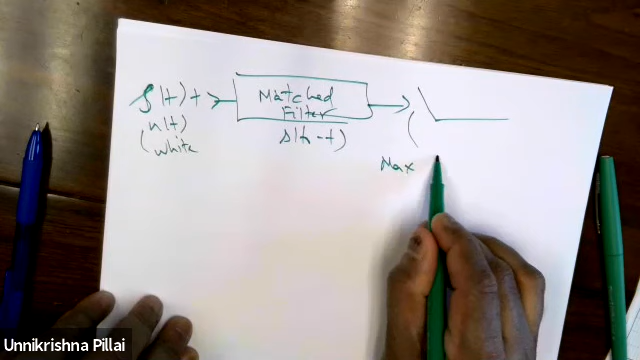 s(t) +
n(t)
(white
Matched
Filter
s(t₀-t)
Max
Unnikrishna Pillai